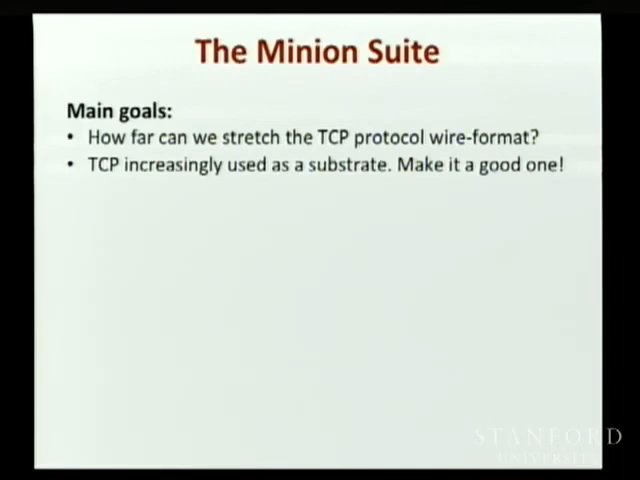 The Minion Suite
Main goals:
• How far can we stretch the TCP protocol wire-format?
• TCP increasingly used as a substrate. Make it a good one!
STANFORD
UNIVERSITY